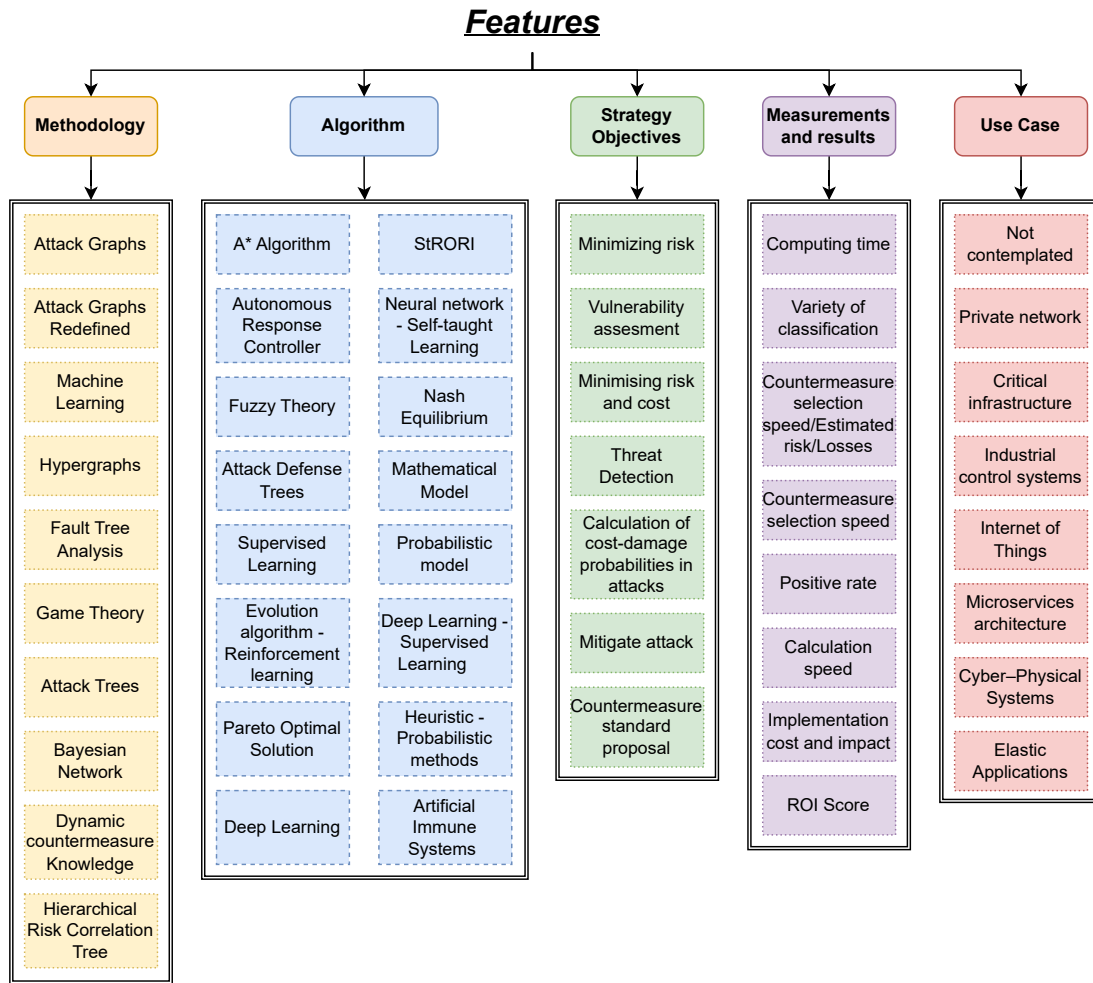 Features
Methodology
Algorithm
Strategy
Objectives
Measurements
and results
Use Case
Attack Graphs
Attack Graphs
Redefined
Machine
Learning
Hypergraphs
Fault Tree
Analysis
Game Theory
Attack Trees
Bayesian
Network
Dynamic
countermeasure
Knowledge
Hierarchical
Risk Correlation
Tree
A* Algorithm
Autonomous
Response
Controller
Fuzzy Theory
Attack Defense
Trees
Supervised
Learning
Evolution
algorithm -
Reinforcement
learning
Pareto Optimal
Solution
Deep Learning
StRORI
Neural network
- Self-taught
Learning
Nash
Equilibrium
Mathematical
Model
Probabilistic
model
Deep Learning -
Supervised
Learning
Heuristic -
Probabilistic
methods
Artificial
Immune
Systems
Minimizing risk
Vulnerability
assesment
Minimising risk
and cost
Threat
Detection
Calculation of
cost-damage
probabilities in
attacks
Mitigate attack
Countermeasure
standard
proposal
Computing time
Variety of
classification
Countermeasure
selection
speed/Estimated
risk/Losses
Countermeasure
selection speed
Positive rate
Calculation
speed
Implementation
cost and impact
ROI Score
Not
contemplated
Private network
Critical
infrastructure
Industrial
control systems
Internet of
Things
Microservices
architecture
Cyber–Physical
Systems
Elastic
Applications